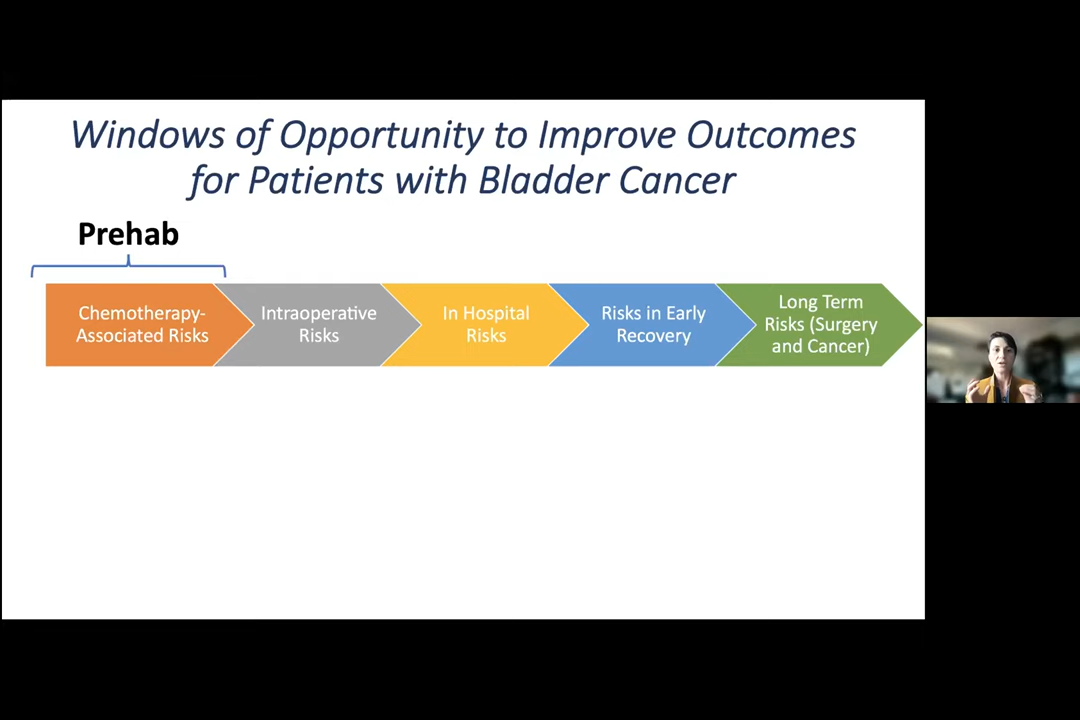 Windows of Opportunity to Improve Outcomes
for Patients with Bladder Cancer
Prehab
Chemotherapy-
Associated Risks
Intraoperative
Risks
In Hospital
Risks
Risks in Early
Recovery
Long Term
Risks (Surgery
and Cancer)